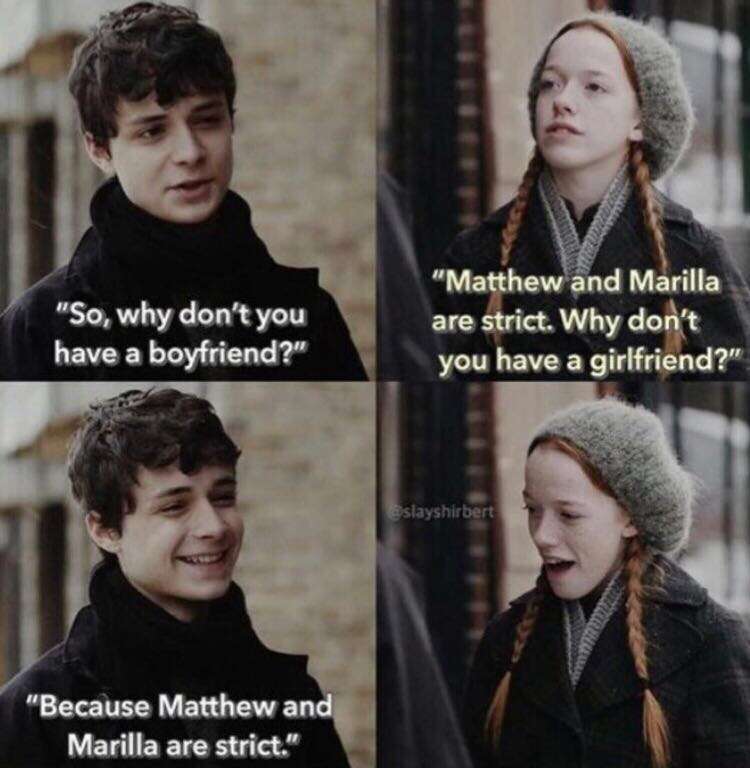 "So, why don't you
have a boyfriend?"
"Matthew and Marilla
are strict. Why don't
you have a girlfriend?"
@slayshirbert
"Because Matthew and
Marilla are strict."